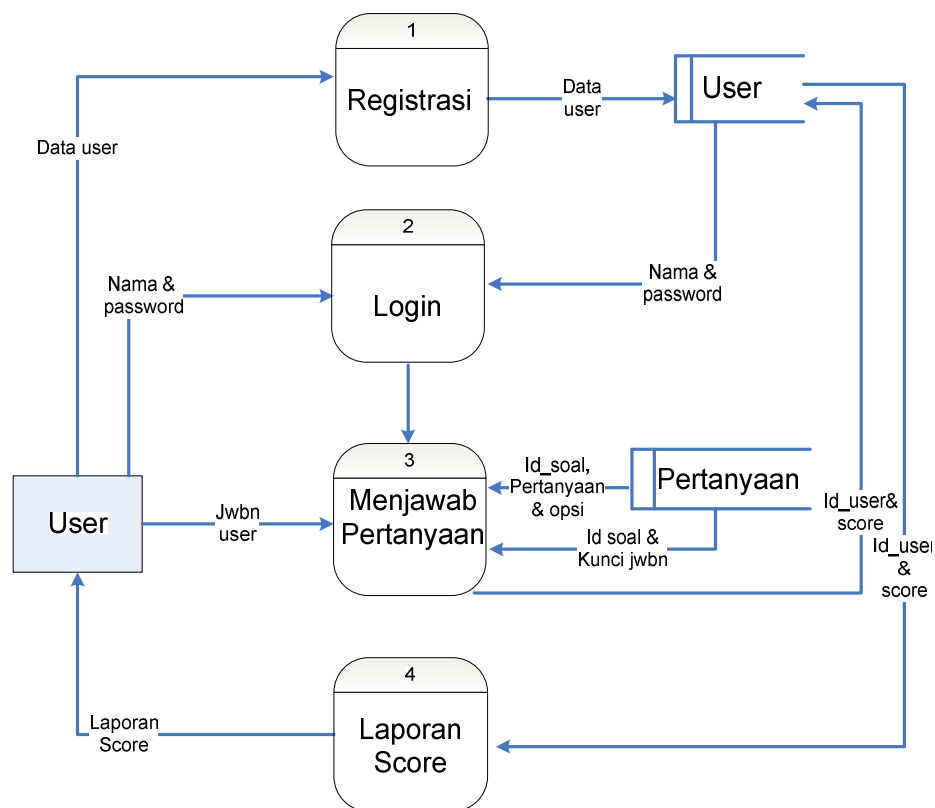 1
Registrasi
Data
user
User
Data user
2
Login
Nama &
password
Nama &
password
3
Menjawab
Pertanyaan
Id_soal,
Pertanyaan
& opsi
Pertanyaan
Id soal &
Kunci jwbn
User
Jwbn
user
Id_user&
score
Id_user
&
score
4
Laporan
Score
Laporan
Score